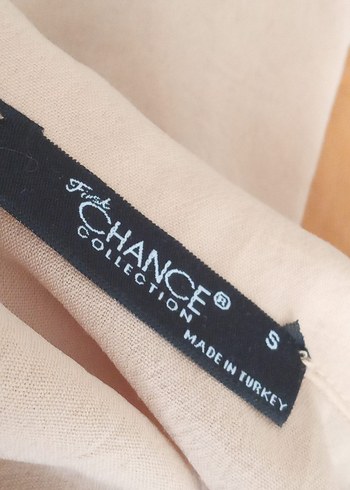 First
CHANCE®
COLLECTION
S
MADE IN TURKEY